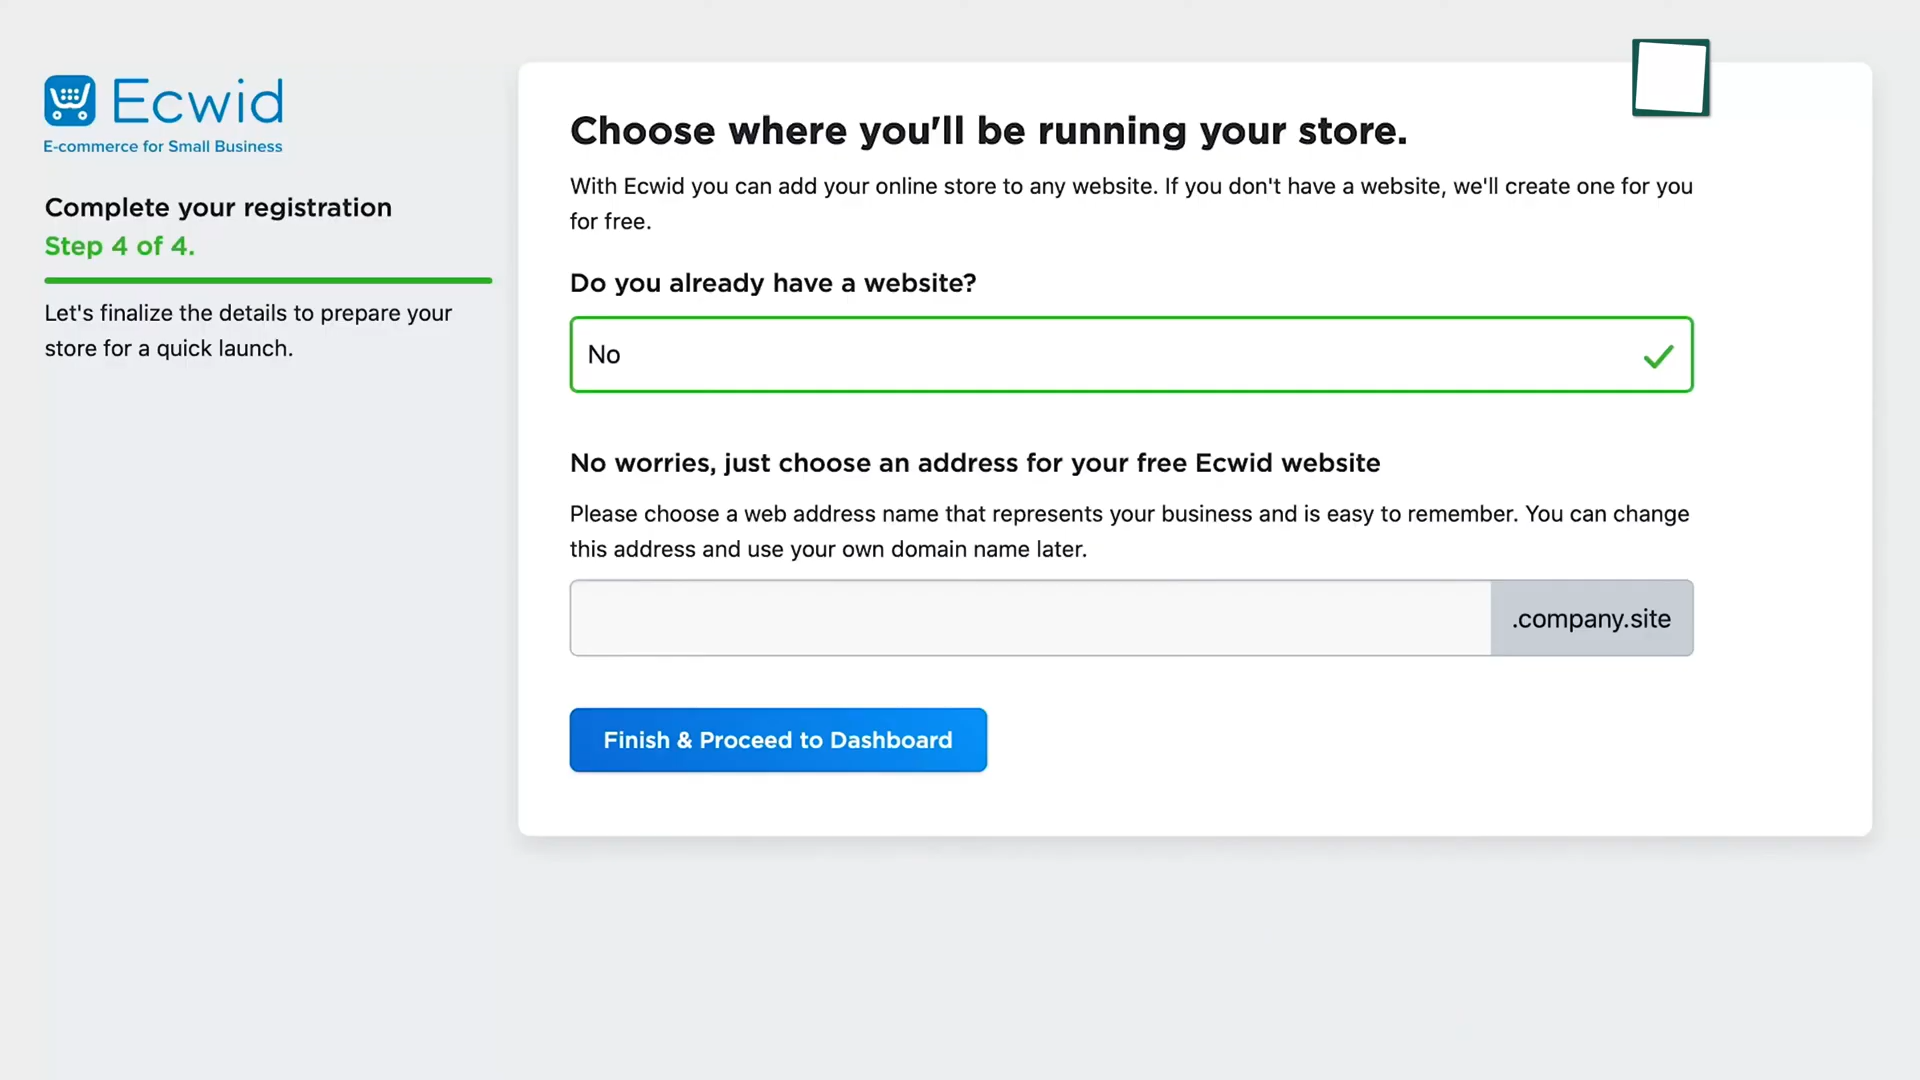 Ecwid
E-commerce for Small Business
Complete your registration
Step 4 of 4.
Let's finalize the details to prepare your
store for a quick launch.
Choose where you'll be running your store.
With Ecwid you can add your online store to any website. If you don't have a website, we'll create one for you
for free.
Do you already have a website?
No
No worries, just choose an address for your free Ecwid website
Please choose a web address name that represents your business and is easy to remember. You can change
this address and use your own domain name later.
.company.site
Finish & Proceed to Dashboard